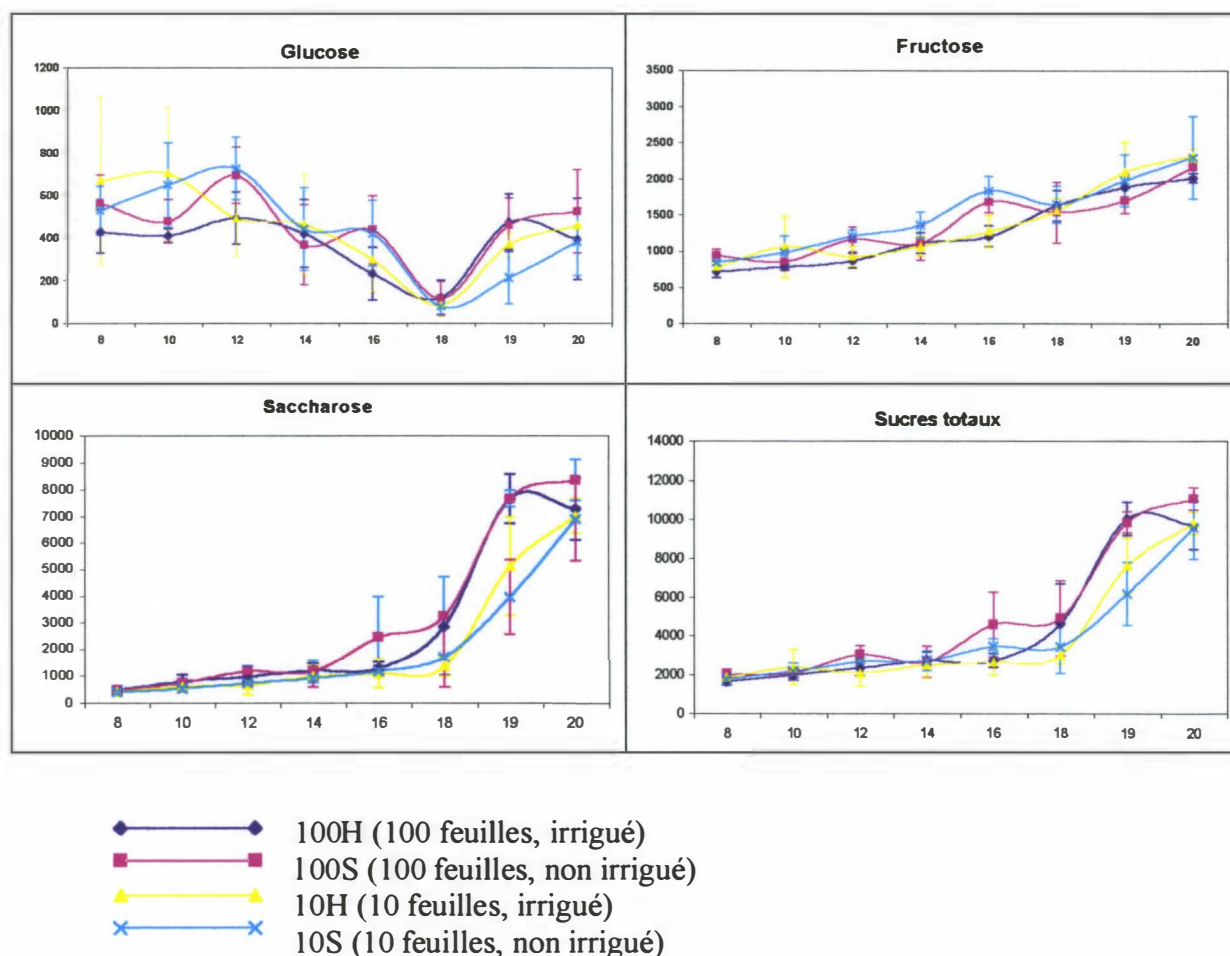 Glucose
1200
1000
800
600
400
200
0
8 10 12 14 16 18 19 20
Fructose
3500
3000
2500
2000
1500
1000
500
0
8 10 12 14 16 18 19 20
Saccharose
10000
9000
8000
7000
6000
5000
4000
3000
2000
1000
0
8 10 12 14 16 18 19 20
Sucres totaux
14000
12000
10000
8000
6000
4000
2000
0
8 10 12 14 16 18 19 20
100H (100 feuilles, irrigué)
100S (100 feuilles, non irrigué)
10H (10 feuilles, irrigué)
10S (10 feuilles, non irrigué)